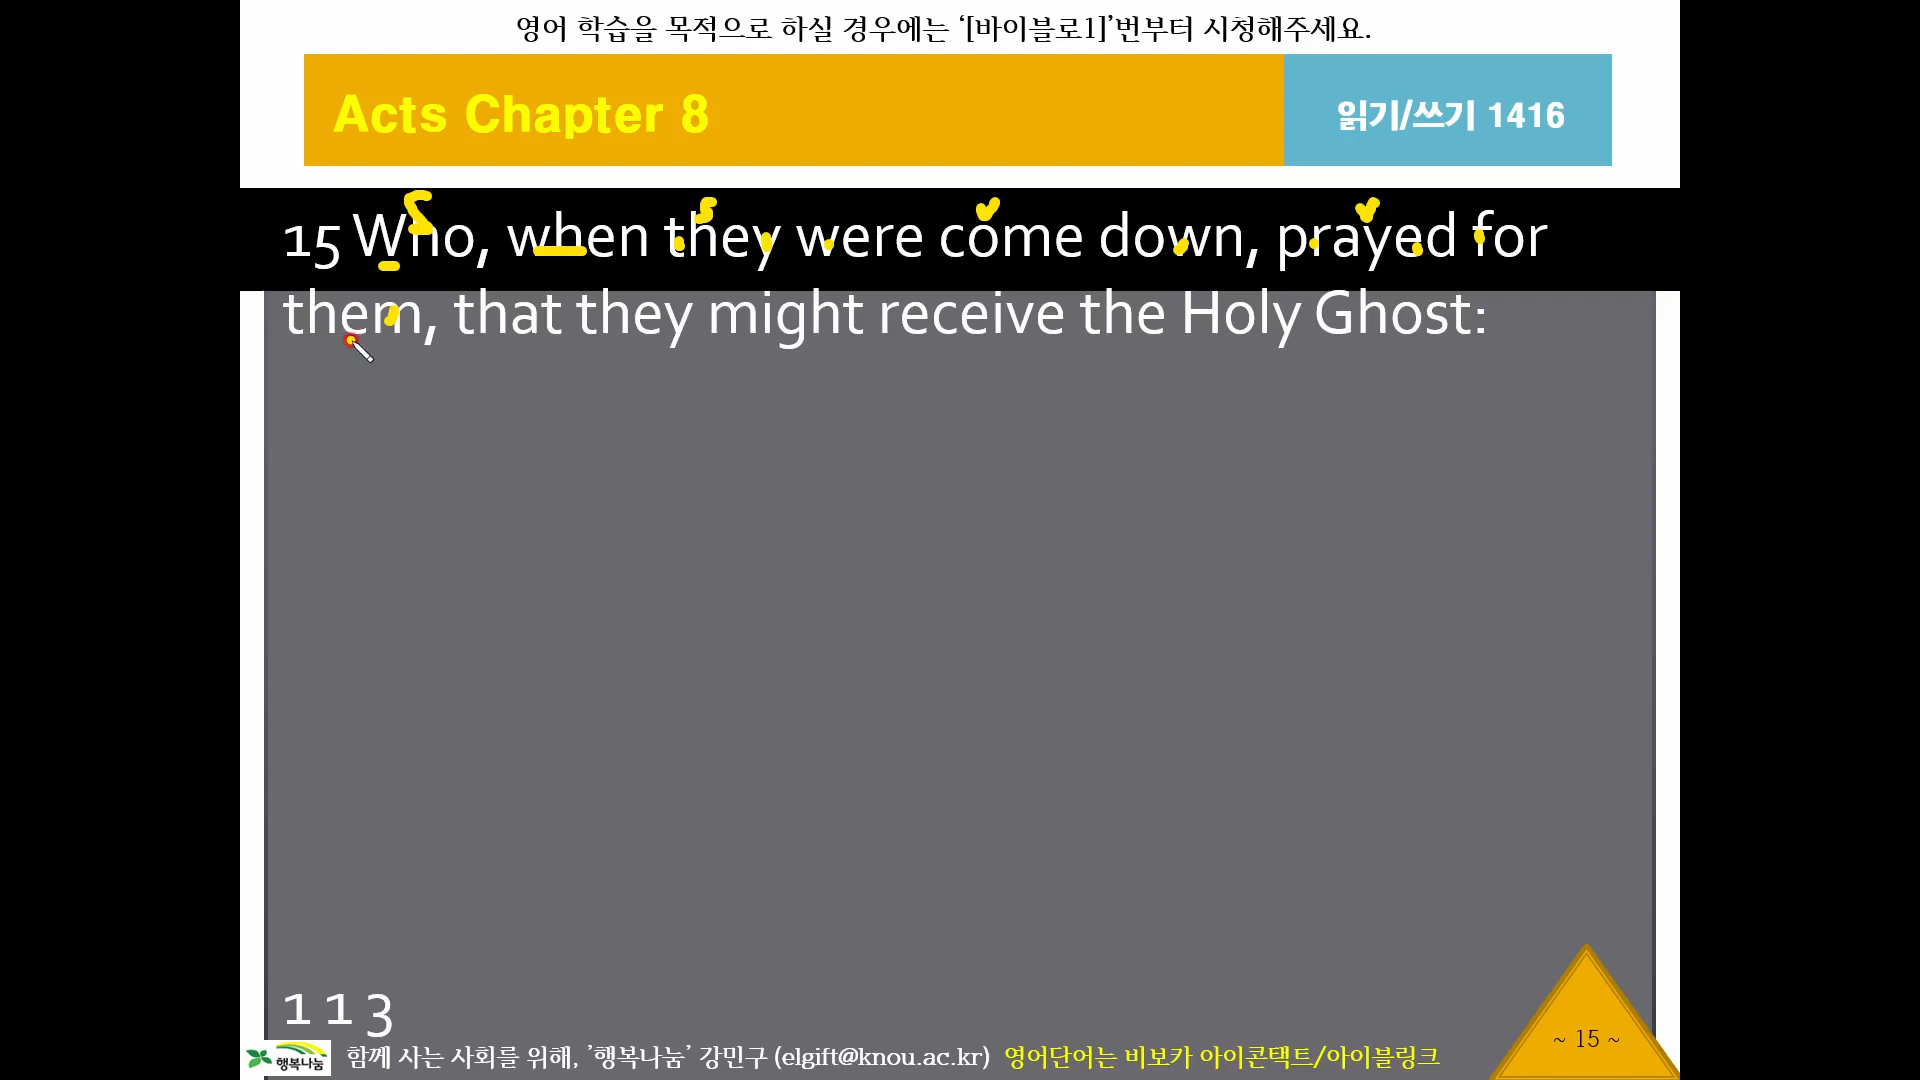 영어 학습을 목적으로 하실 경우에는 ‘[바이블로1]’번부터 시청해주세요.
Acts Chapter 8
읽기/쓰기 1416
15 Who, when they were come down, prayed for
them, that they might receive the Holy Ghost:
1 1 3
~ 15 ~
행복나눔
함께 사는 사회를 위해, ’행복나눔’ 강민구 (elgift@knou.ac.kr) 영어단어는 비보카 아이콘택트/아이블링크